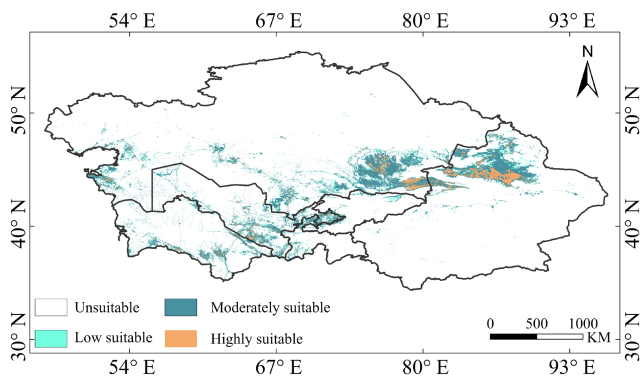 54° E 67° E 80° E 93° E
N
50° N 50° N
40° N 40° N
30° N 30° N
Unsuitable Moderately suitable
Low suitable Highly suitable
0 500 1000
KM
54° E 67° E 80° E 93° E